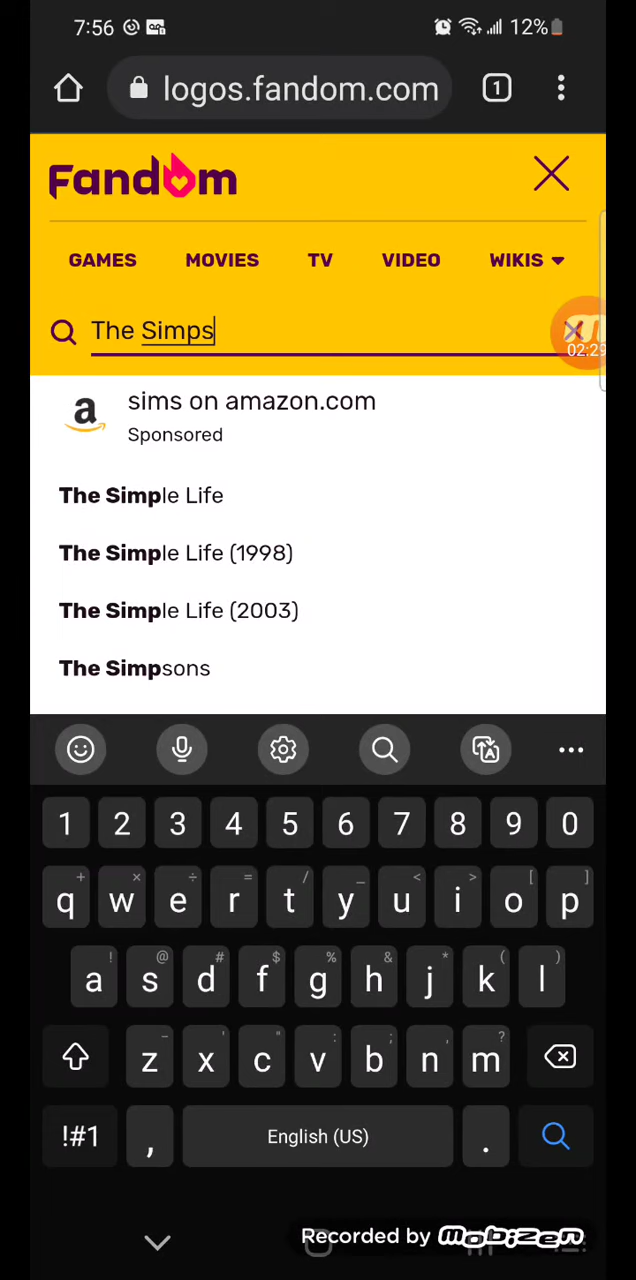 7:56 12%
logos.fandom.com 1
Fandom
GAMES MOVIES TV VIDEO WIKIS
The Simps
02:29
a sims on amazon.com
Sponsored
The Simple Life
The Simple Life (1998)
The Simple Life (2003)
The Simpsons
1 2 3 4 5 6 7 8 9 0
+ × ÷ = / _ < > [ ]
q w e r t y u i o p
! @ # $ % & * ( )
a s d f g h j k l
- ' " : ; , ?
z x c v b n m
!#1 , English (US) .
Recorded by mobizen